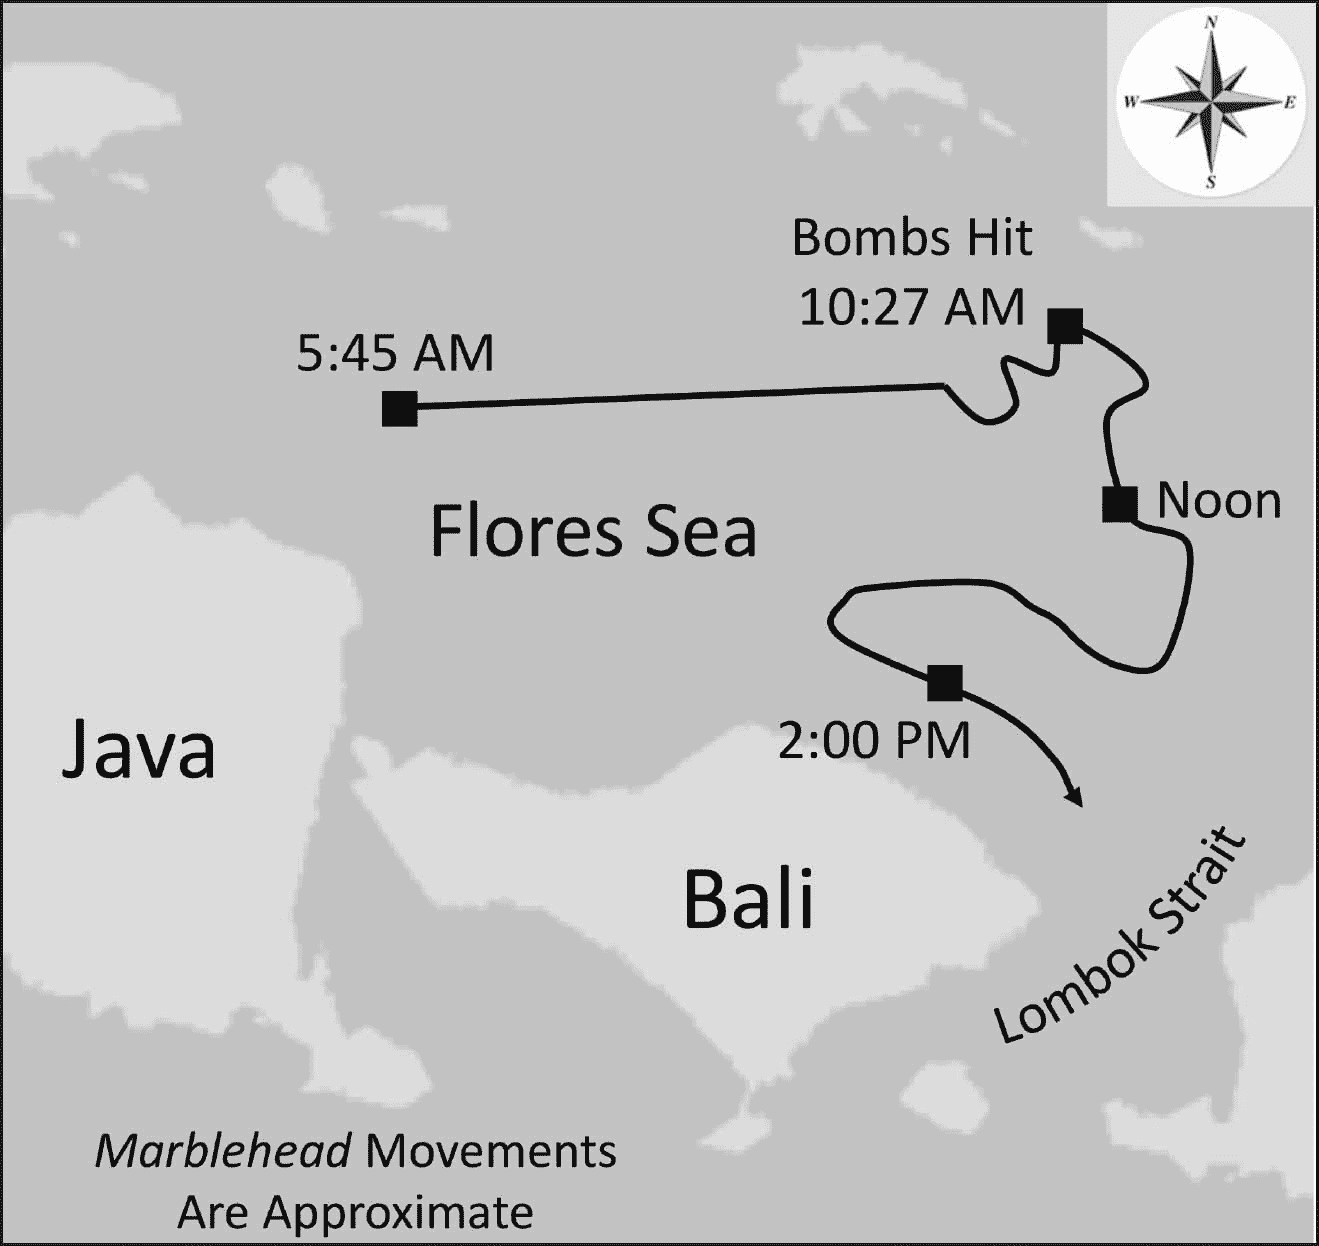 N
W E
S
Bombs Hit
10:27 AM
5:45 AM
Noon
Flores Sea
Java
2:00 PM
Bali
Lombok Strait
Marblehead Movements
Are Approximate